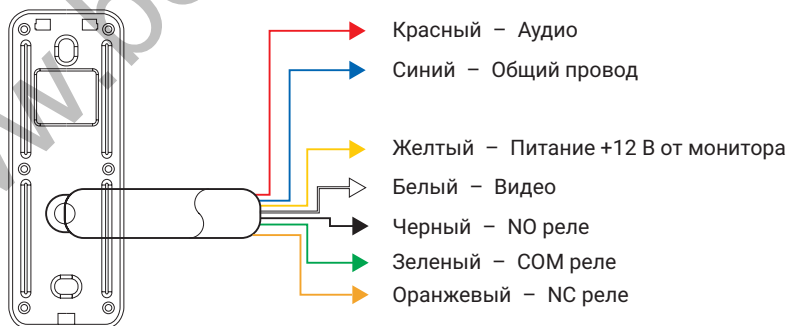 Красный – Аудио
Синий – Общий провод
Желтый – Питание +12 В от монитора
Белый – Видео
Черный – NO реле
Зеленый – COM реле
Оранжевый – NC реле